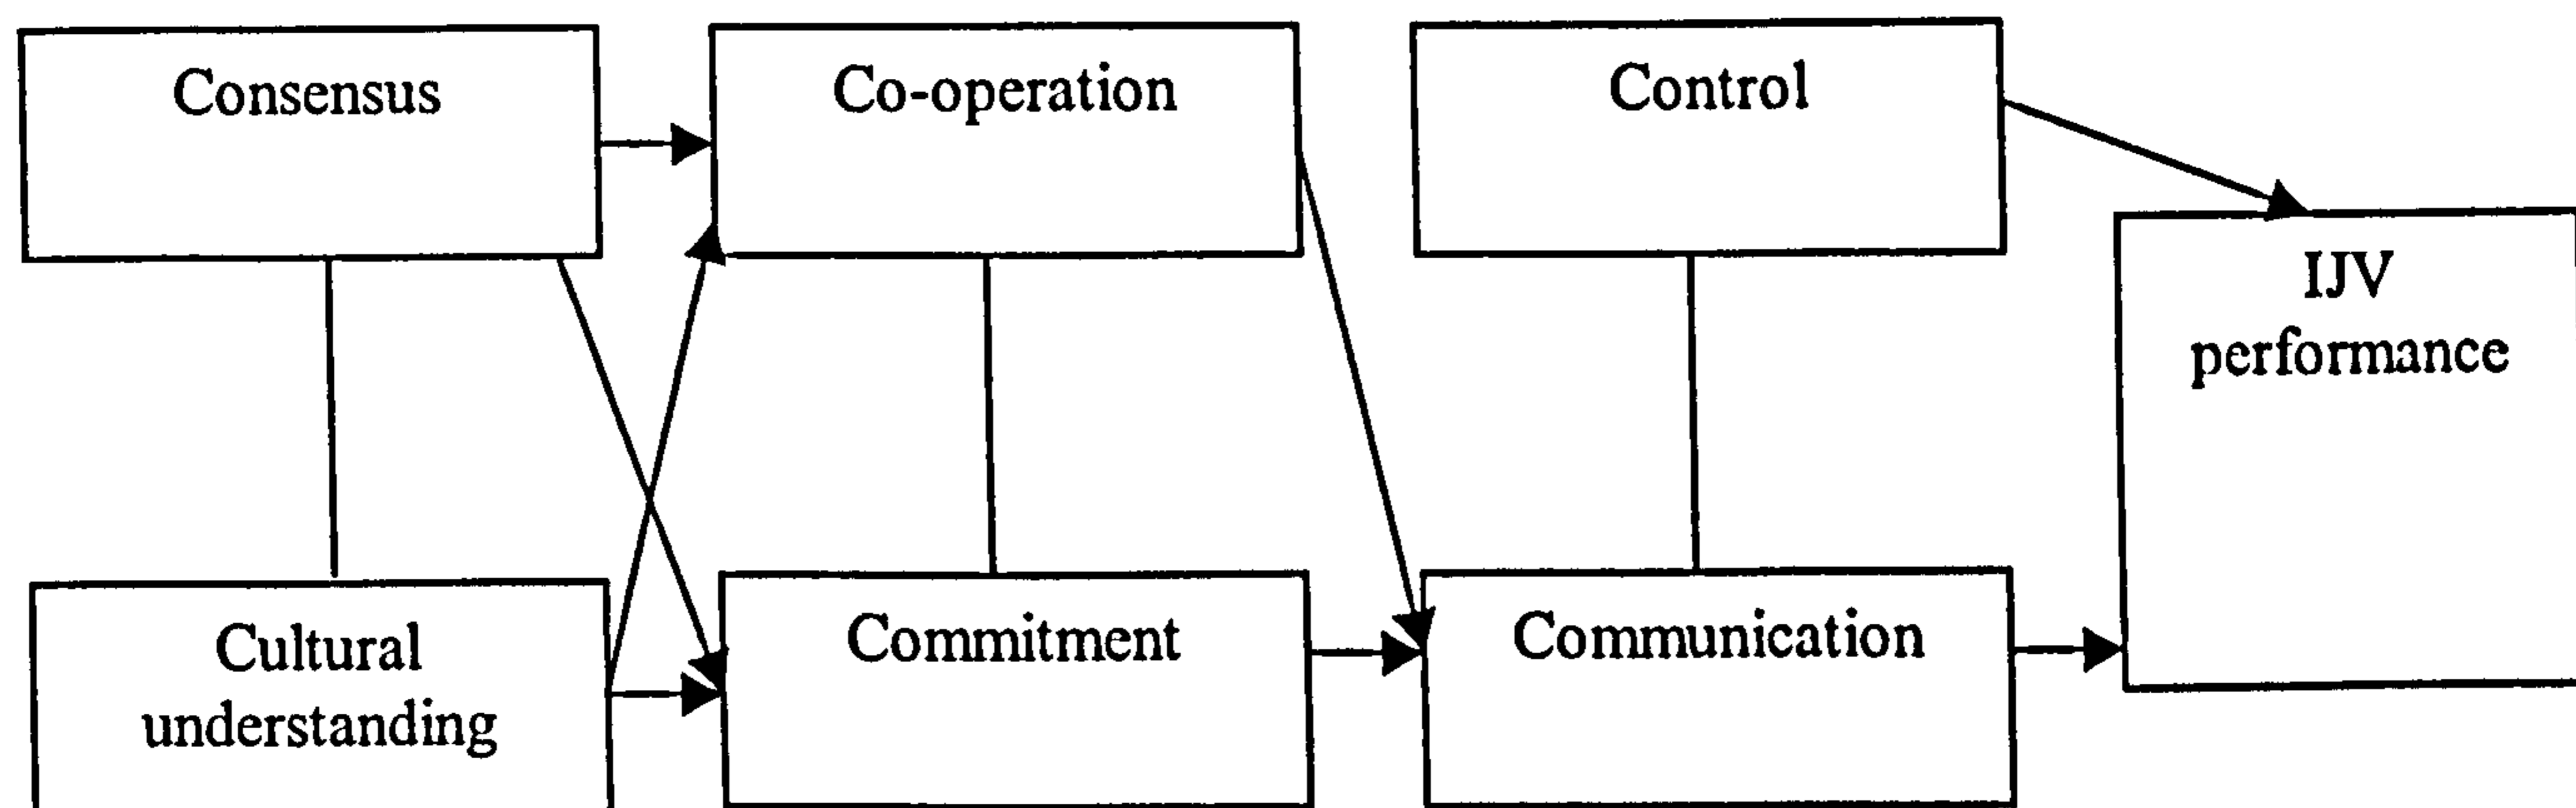 Consensus
Co-operation
Control
IJV
performance
Cultural
understanding
Commitment
Communication